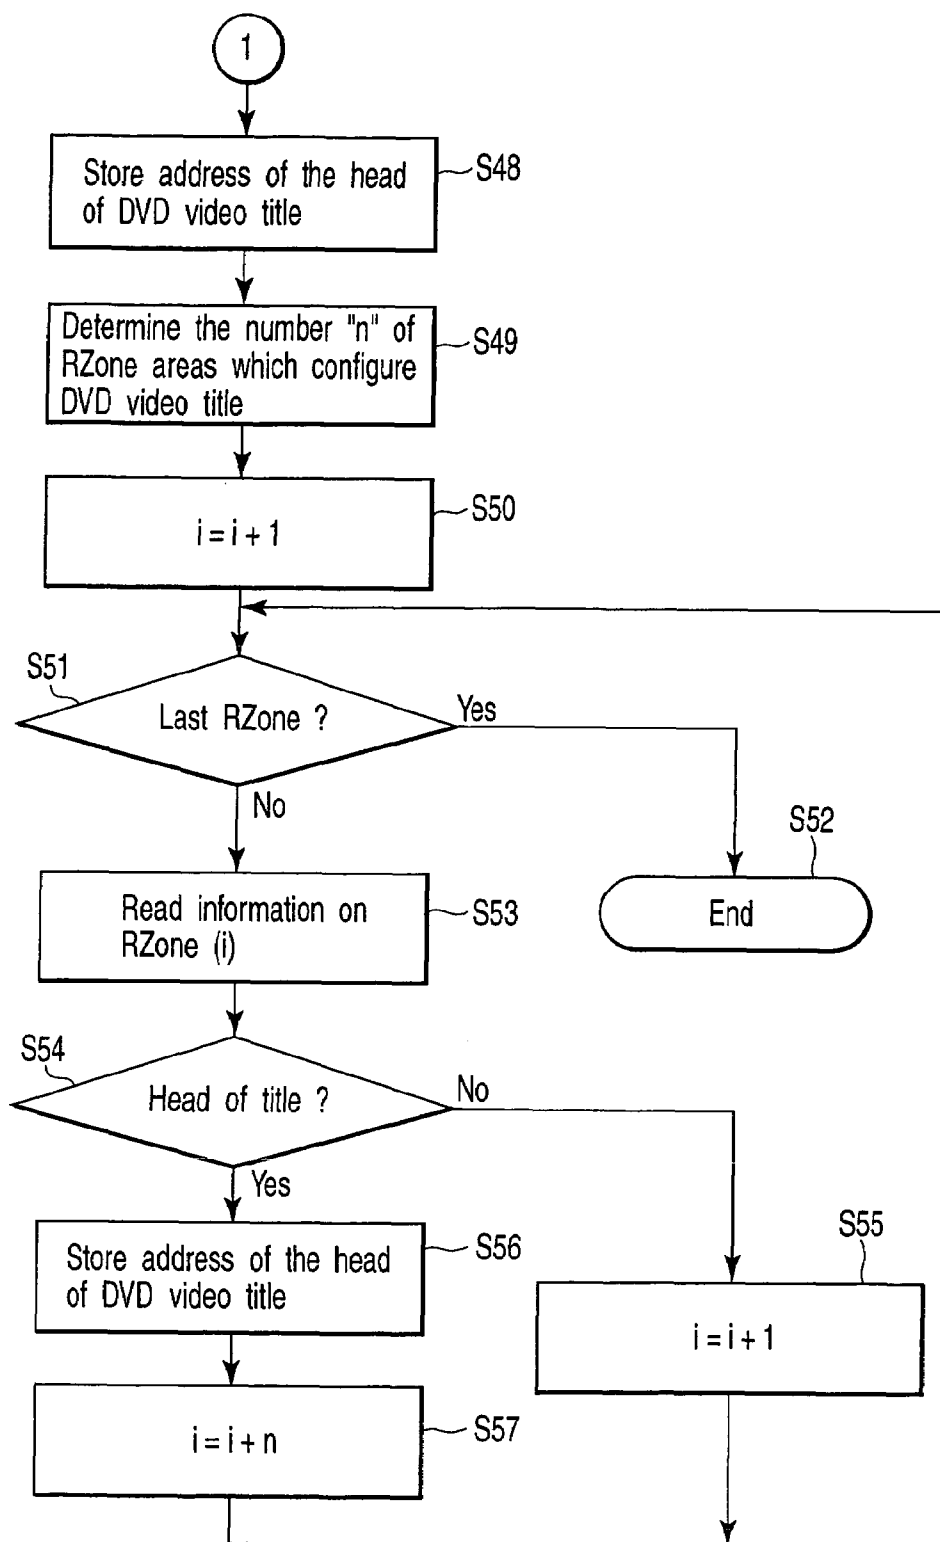 1
Store address of the head
of DVD video title
S48
Determine the number "n" of
RZone areas which configure
DVD video title
S49
i = i + 1
S50
S51
Last RZone ?
Yes
No
S52
End
Read information on
RZone (i)
S53
S54
Head of title ?
No
Yes
Store address of the head
of DVD video title
S56
S55
i = i + 1
i = i + n
S57